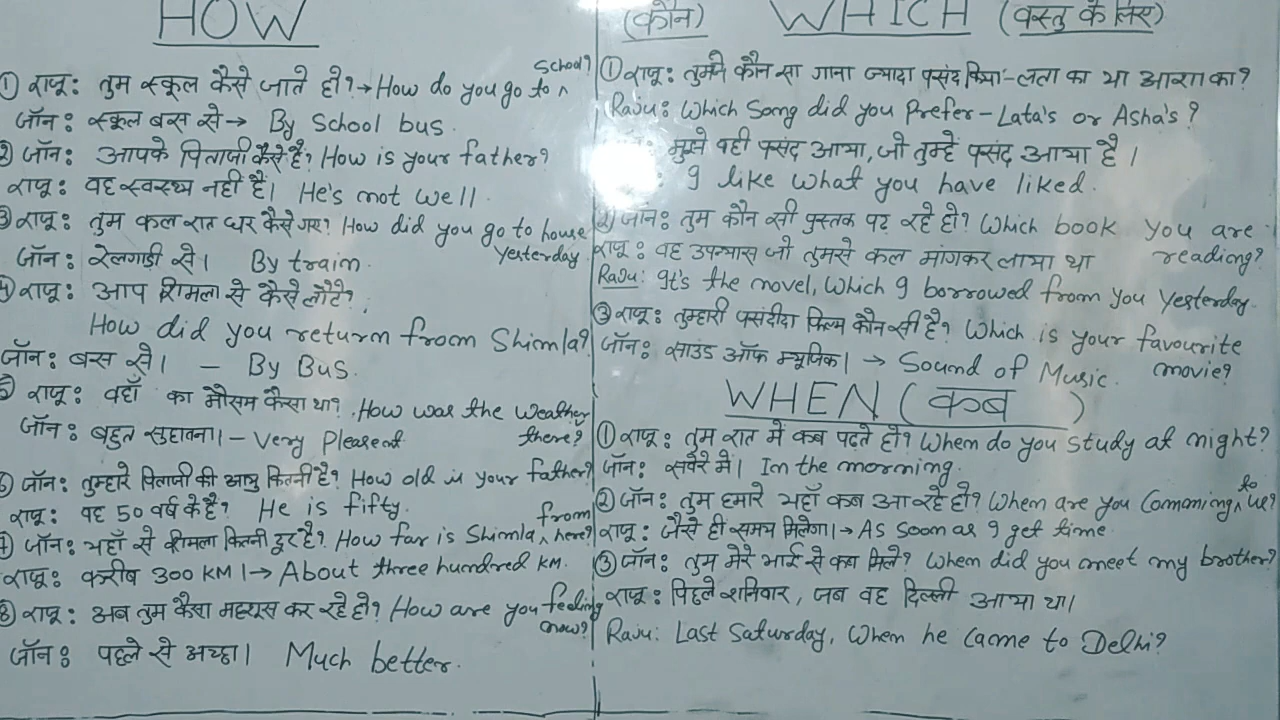 HOW
① राजू: तुम स्कूल कैसे जाते हो? → How do you go to school?
जॉन: स्कूल बस से → By School bus.
② जॉन: आपके पिताजी कैसे है? How is your father?
राजू: वह स्वस्थ्य नहीं है। He's not well.
③ राजू: तुम कल रात घर कैसे गए? How did you go to house yesterday
जॉन: रेलगाडी से। By train.
④ राजू: आप शिमला से कैसे लौटे?
How did you return from Shimla?
जॉन: बस से। – By Bus.
⑤ राजू: वहाँ का मौसम कैसा था? How was the weather there?
जॉन: बहुत सुहावना। – Very Pleasent
⑥ जॉन: तुम्हारे पिताजी की आयु कितनी है? How old is your father?
राजू: वह 50 वर्ष के है? He is fifty.
⑦ जॉन: यहाँ से शीमला कितनी दूर है? How far is Shimla from here?
राजू: करीब 300 KM। → About three hundred KM.
⑧ राजू: अब तुम कैसा महसूस कर रहे हो? How are you feeling now?
जॉन: पहले से अच्छा। Much better.
(कौन) WHICH (वस्तु के लिए)
① राजू: तुमने कौन सा गाना ज्यादा पसंद किया - लता का या आशा का?
Raju: Which Song did you Prefer – Lata's or Asha's?
मुझे वही पसंद आया, जो तुम्हे पसंद आया है।
: I like what you have liked.
② जॉन: तुम कौन सी पुस्तक पढ़ रहे हो? Which book you are reading?
राजू: वह उपन्यास जो तुमसे कल मांगकर लाया था
Raju: It's the novel, Which I borrowed from you yesterday.
③ राजू: तुम्हारी पसंदीदा फिल्म कौन सी है? Which is your favourite movie?
जॉन: साउंड ऑफ म्यूजिक। → Sound of Music.
WHEN (कब)
① राजू: तुम रात में कब पढ़ते हो? When do you study at night?
जॉन: सवेरे में। In the morning.
② जॉन: तुम हमारे यहाँ कब आ रहे हो? When are you Comming to us?
राजू: जैसे ही समय मिलेगा। → As Soon as I get time.
③ जॉन: तुम मेरे भाई से कब मिले? When did you meet my brother?
राजू: पिछले शनिवार, जब वह दिल्ली आया था।
Raju: Last Saturday, When he Came to Delhi?